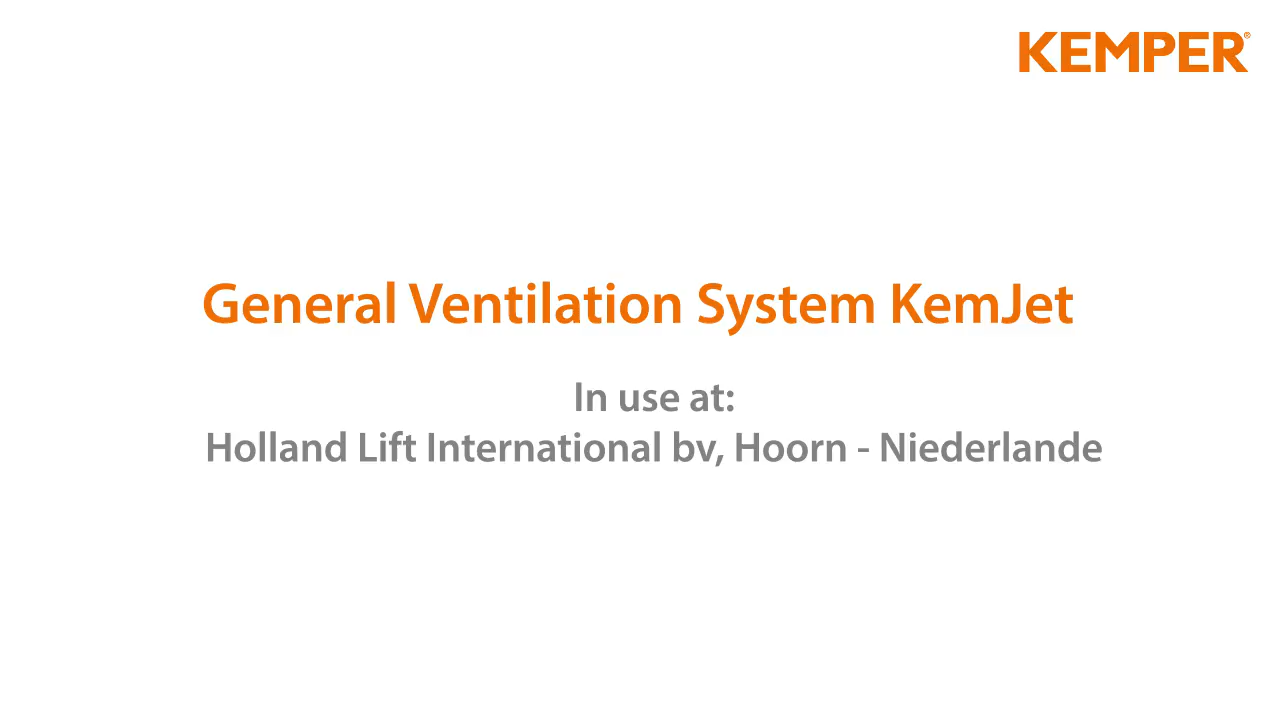 KEMPER®
General Ventilation System KemJet
In use at:
Holland Lift International bv, Hoorn - Niederlande